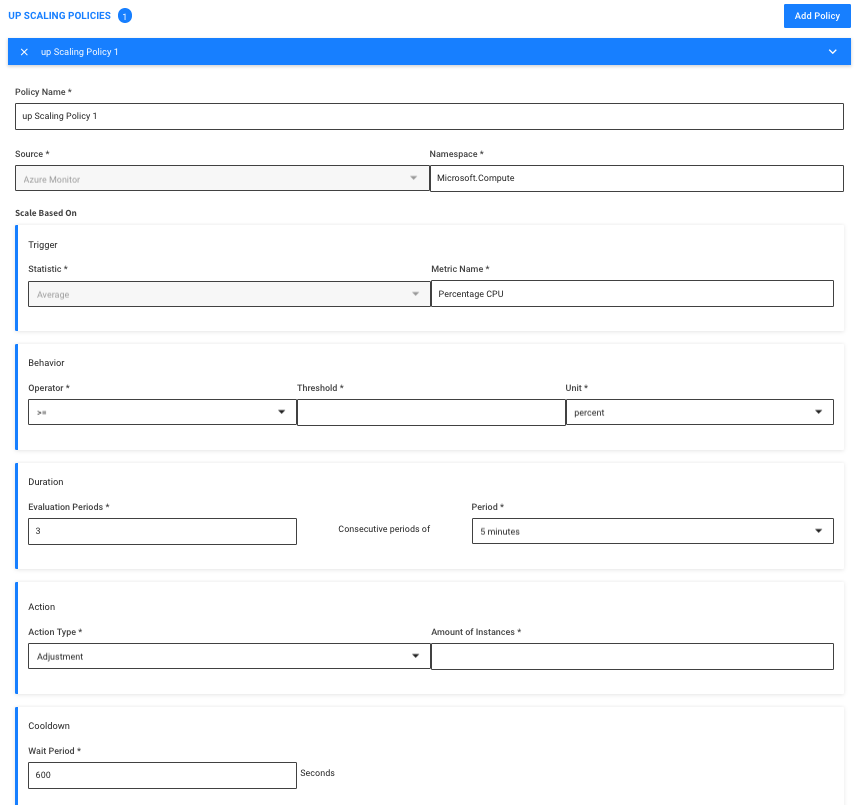 UP SCALING POLICIES 1
Add Policy
up Scaling Policy 1
Policy Name *
up Scaling Policy 1
Source * Namespace *
Azure Monitor Microsoft.Compute
Scale Based On
Trigger
Statistic * Metric Name *
Average Percentage CPU
Behavior
Operator * Threshold * Unit *
>= percent
Duration
Evaluation Periods * Period *
3 Consecutive periods of 5 minutes
Action
Action Type * Amount of Instances *
Adjustment
Cooldown
Wait Period *
600 Seconds